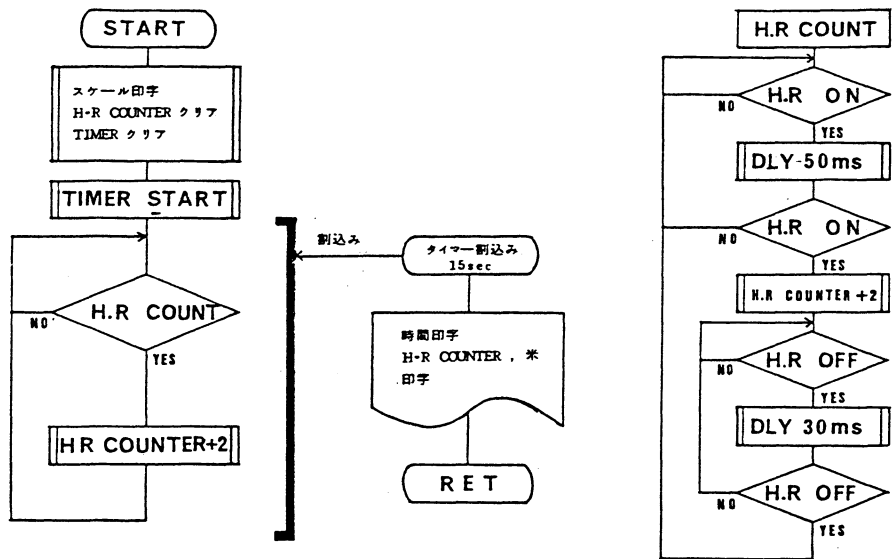 START
スケール印字
H・R COUNTER クリア
TIMER クリア
TIMER START
H.R COUNT
NO
YES
HR COUNTER+2
割込み
タイマー割込み
15sec
時間印字
H・R COUNTER , 米
印字
RET
H.R COUNT
H.R ON
NO
YES
DLY-50ms
H.R ON
NO
YES
H.R COUNTER+2
H.R OFF
NO
YES
DLY 30ms
H.R OFF
NO
YES